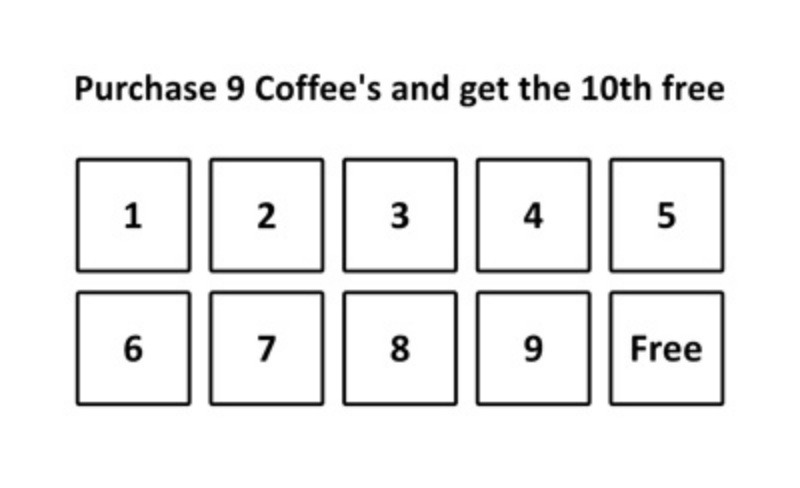 Purchase 9 Coffee's and get the 10th free
1 2 3 4 5
6 7 8 9 Free